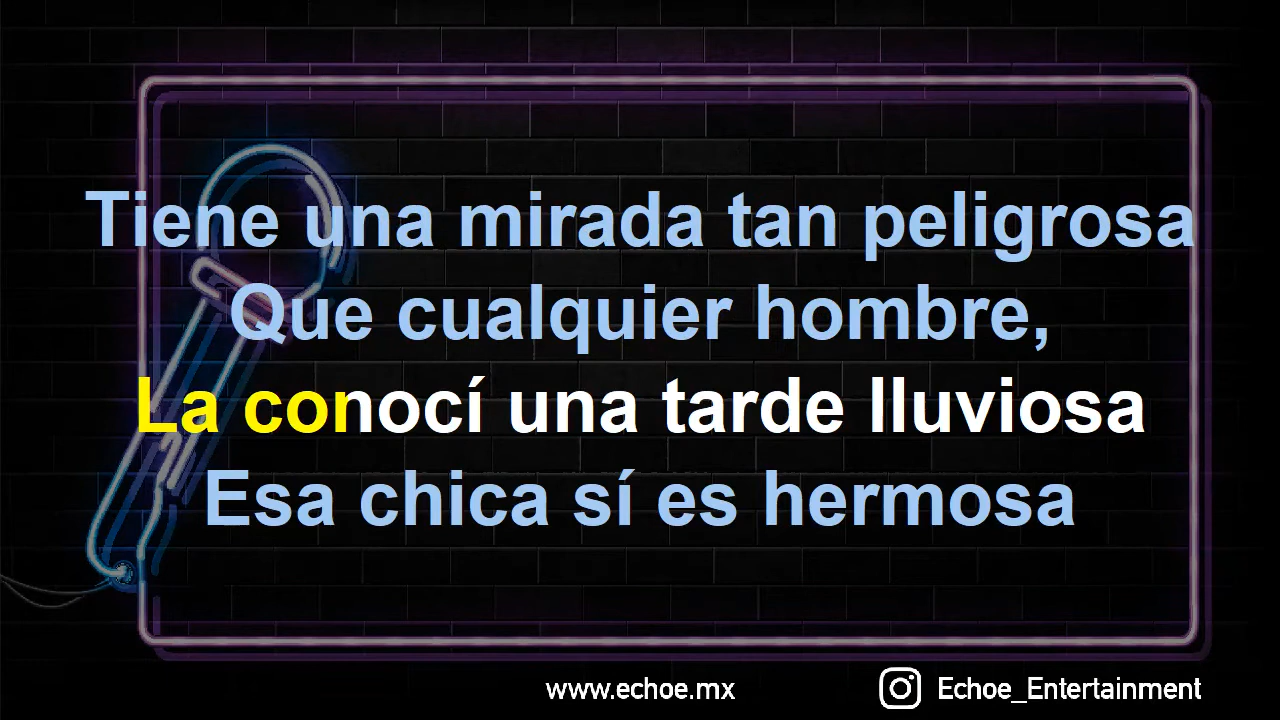 Tiene una mirada tan peligrosa
Que cualquier hombre,
La conocí una tarde lluviosa
Esa chica sí es hermosa
www.echoe.mx
Echoe_Entertainment